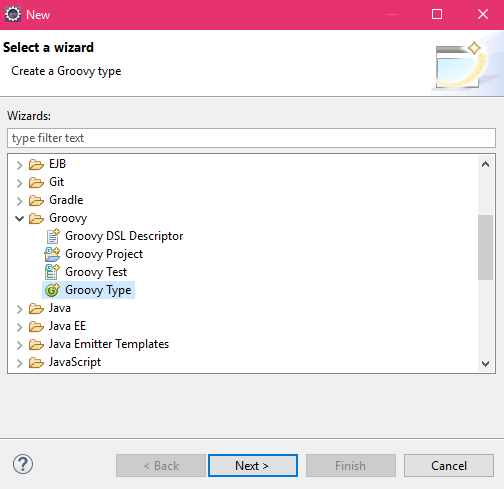 New
Select a wizard
Create a Groovy type
Wizards:
type filter text
EJB
Git
Gradle
Groovy
Groovy DSL Descriptor
Groovy Project
Groovy Test
Groovy Type
Java
Java EE
Java Emitter Templates
JavaScript
? < Back Next > Finish Cancel